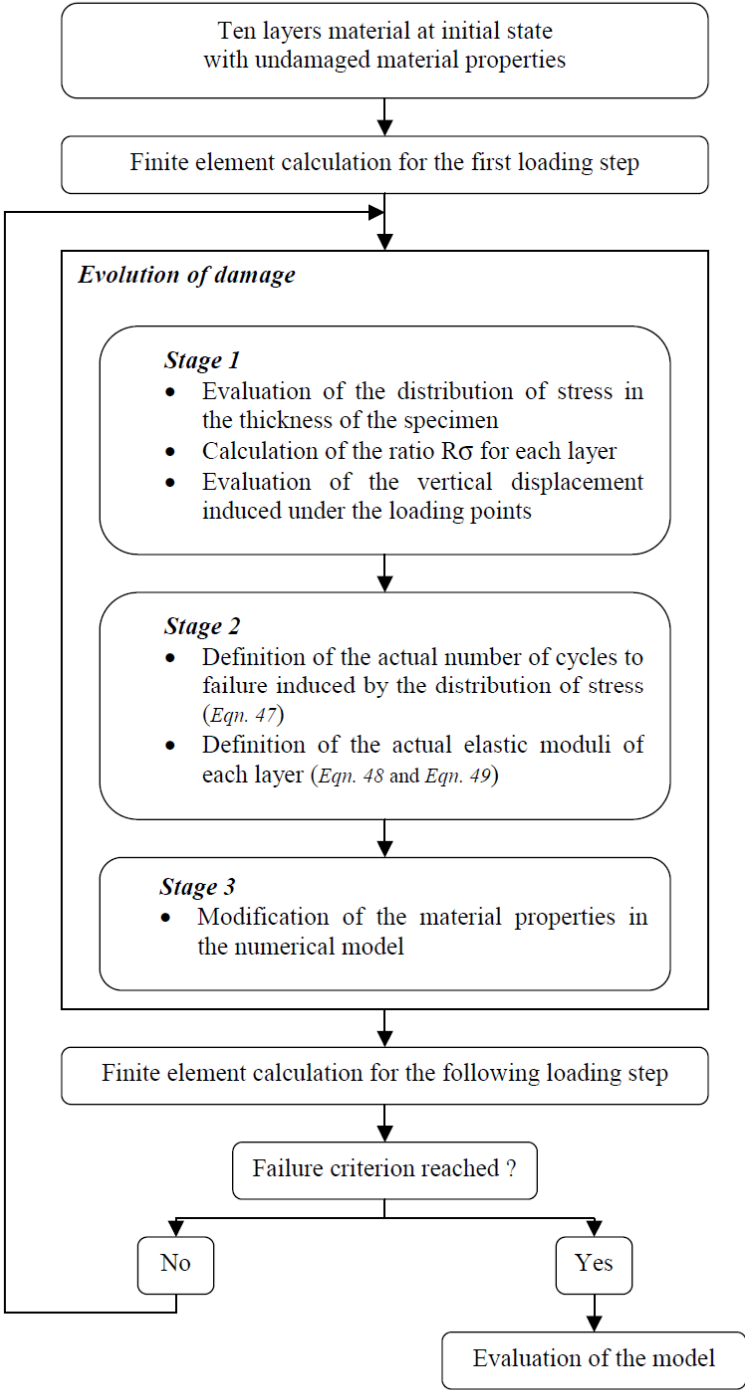 Ten layers material at initial state
with undamaged material properties
Finite element calculation for the first loading step
Evolution of damage
Stage 1
• Evaluation of the distribution of stress in
the thickness of the specimen
• Calculation of the ratio Rσ for each layer
• Evaluation of the vertical displacement
induced under the loading points
Stage 2
• Definition of the actual number of cycles to
failure induced by the distribution of stress
(Eqn. 47)
• Definition of the actual elastic moduli of
each layer (Eqn. 48 and Eqn. 49)
Stage 3
• Modification of the material properties in
the numerical model
Finite element calculation for the following loading step
Failure criterion reached ?
No
Yes
Evaluation of the model